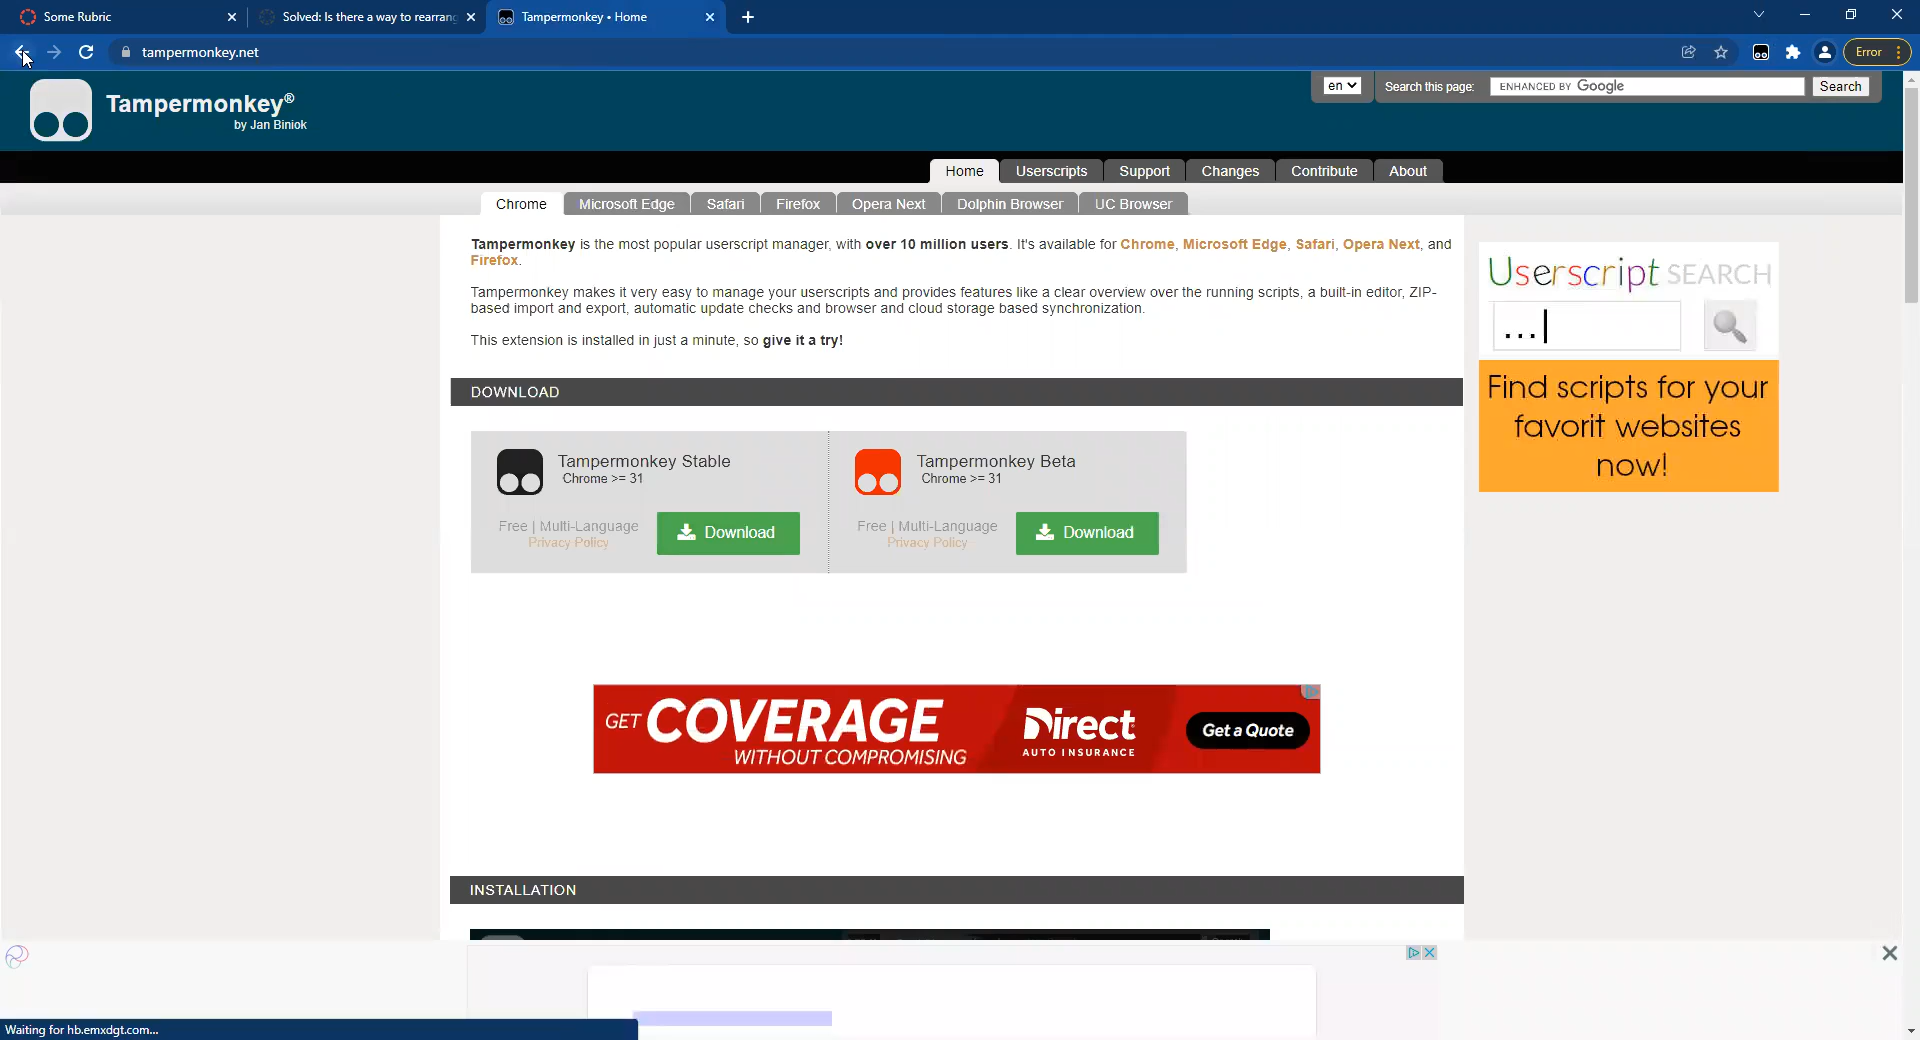 Some Rubric
Solved: Is there a way to rearrang
Tampermonkey • Home
tampermonkey.net
Error
Tampermonkey®
by Jan Biniok
en
Search this page:
ENHANCED BY Google
Search
Home
Userscripts
Support
Changes
Contribute
About
Chrome
Microsoft Edge
Safari
Firefox
Opera Next
Dolphin Browser
UC Browser
Tampermonkey is the most popular userscript manager, with over 10 million users. It's available for Chrome, Microsoft Edge, Safari, Opera Next, and
Firefox.
Tampermonkey makes it very easy to manage your userscripts and provides features like a clear overview over the running scripts, a built-in editor, ZIP-
based import and export, automatic update checks and browser and cloud storage based synchronization.
This extension is installed in just a minute, so give it a try!
Userscript SEARCH
...
Find scripts for your
favorit websites
now!
DOWNLOAD
Tampermonkey Stable
Chrome >= 31
Free | Multi-Language
Privacy Policy
Download
Tampermonkey Beta
Chrome >= 31
Free | Multi-Language
Privacy Policy
Download
GET COVERAGE
WITHOUT COMPROMISING
Direct
AUTO INSURANCE
Get a Quote
INSTALLATION
Waiting for hb.emxdgt.com...